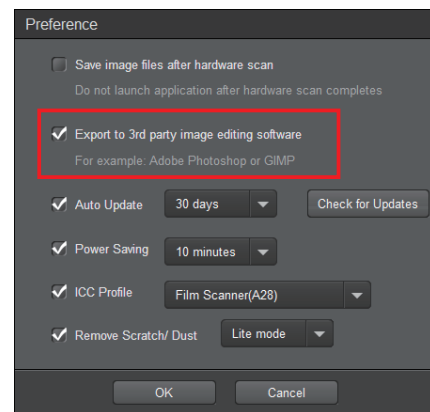 Preference
Save image files after hardware scan
Do not launch application after hardware scan completes
Export to 3rd party image editing software
For example: Adobe Photoshop or GIMP
Auto Update 30 days Check for Updates
Power Saving 10 minutes
ICC Profile Film Scanner(A28)
Remove Scratch/ Dust Lite mode
OK Cancel